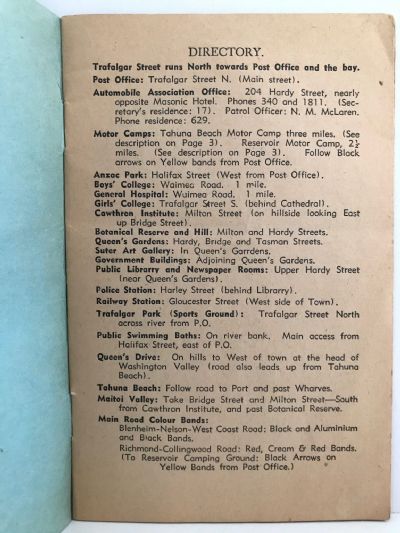 DIRECTORY.
Trafalgar Street runs North towards Post Office and the bay.
Post Office: Trafalgar Street N. (Main street).
Automobile Association Office: 204 Hardy Street, nearly
opposite Masonic Hotel. Phones 340 and 1811. (Sec-
retary's residence: 17). Patrol Officer: N. M. McLaren.
Phone residence: 629.
Motor Camps: Tahuna Beach Motor Camp three miles. (See
description on Page 3). Reservoir Motor Camp, 2½
miles. (See description on Page 3). Follow Black
arrows on Yellow bands from Post Office.
Anzac Park: Halifax Street (West from Post Office).
Boys' College: Waimea Road. 1 mile.
General Hospital: Waimea Road. 1 mile.
Girls' College: Trafalgar Street S. (behind Cathedral).
Cawthron Institute: Milton Street (on hillside looking East
up Bridge Street).
Botanical Reserve and Hill: Milton and Hardy Streets.
Queen's Gardens: Hardy, Bridge and Tasman Streets.
Suter Art Gallery: In Queen's Garrdens.
Government Buildings: Adjoining Queen's Gardens.
Public Librarry and Newspaper Rooms: Upper Hardy Street
(near Queen's Gardens).
Police Station: Harley Street (behind Library).
Railway Station: Gloucester Street (West side of Town).
Trafalgar Park (Sports Ground): Trafalgar Street North
across river from P.O.
Public Swimming Baths: On river bank. Main access from
Halifax Street, east of P.O.
Queen's Drive: On hills to West of town at the head of
Washington Valley (road also leads up from Tahuna
Beach).
Tahuna Beach: Follow road to Port and past Wharves.
Maitoi Valley: Take Bridge Street and Milton Street—South
from Cawthron Institute, and past Botanical Reserve.
Main Road Colour Bands:
Blenheim-Nelson-West Coast Road: Black and Aluminium
and Black Bands.
Richmond-Collingwood Road: Red, Cream & Red Bands.
(To Reservoir Camping Ground: Black Arrows on
Yellow Bands from Post Office.)